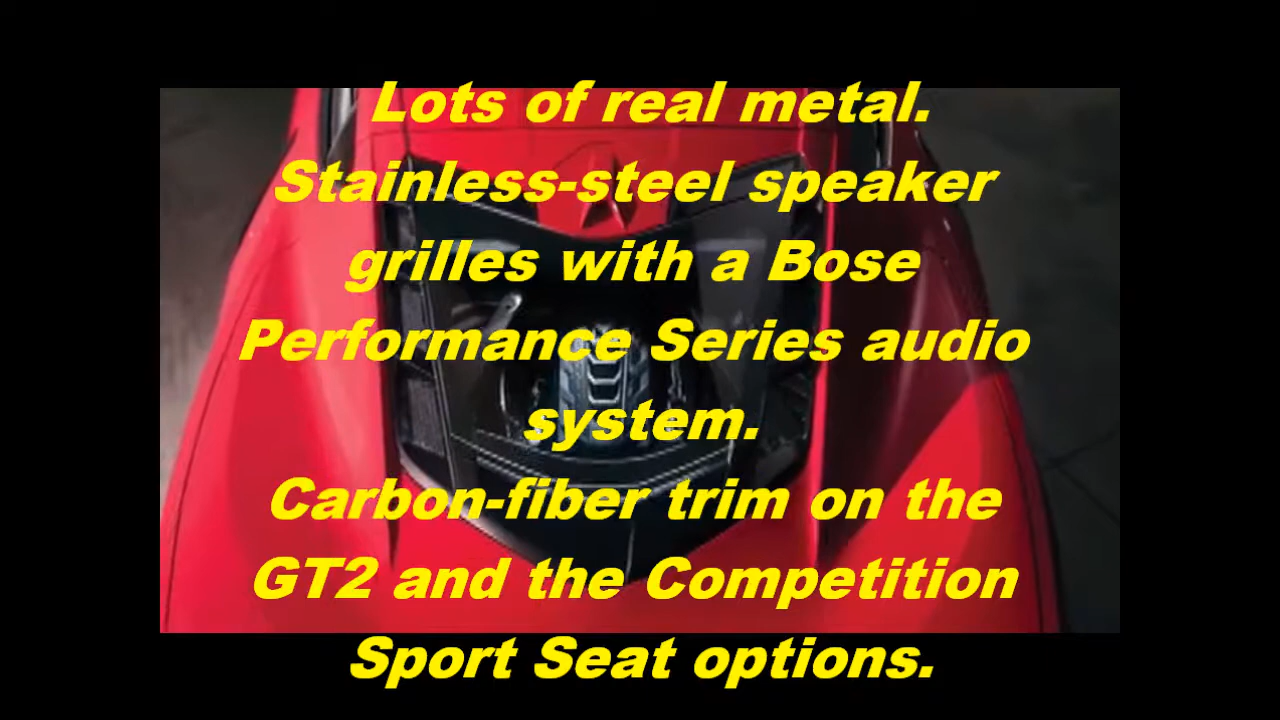 Lots of real metal.
Stainless-steel speaker
grilles with a Bose
Performance Series audio
system.
Carbon-fiber trim on the
GT2 and the Competition
Sport Seat options.